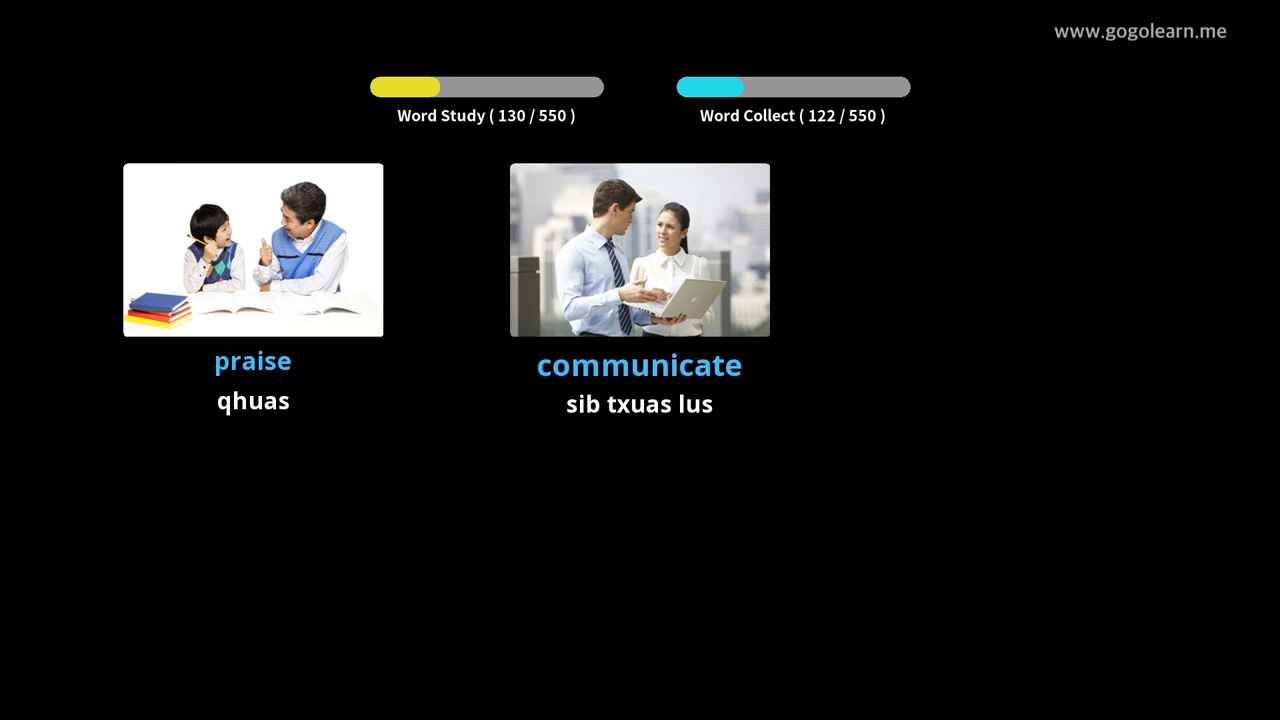 www.gogolearn.me
Word Study ( 130 / 550 )
Word Collect ( 122 / 550 )
praise
qhuas
communicate
sib txuas lus